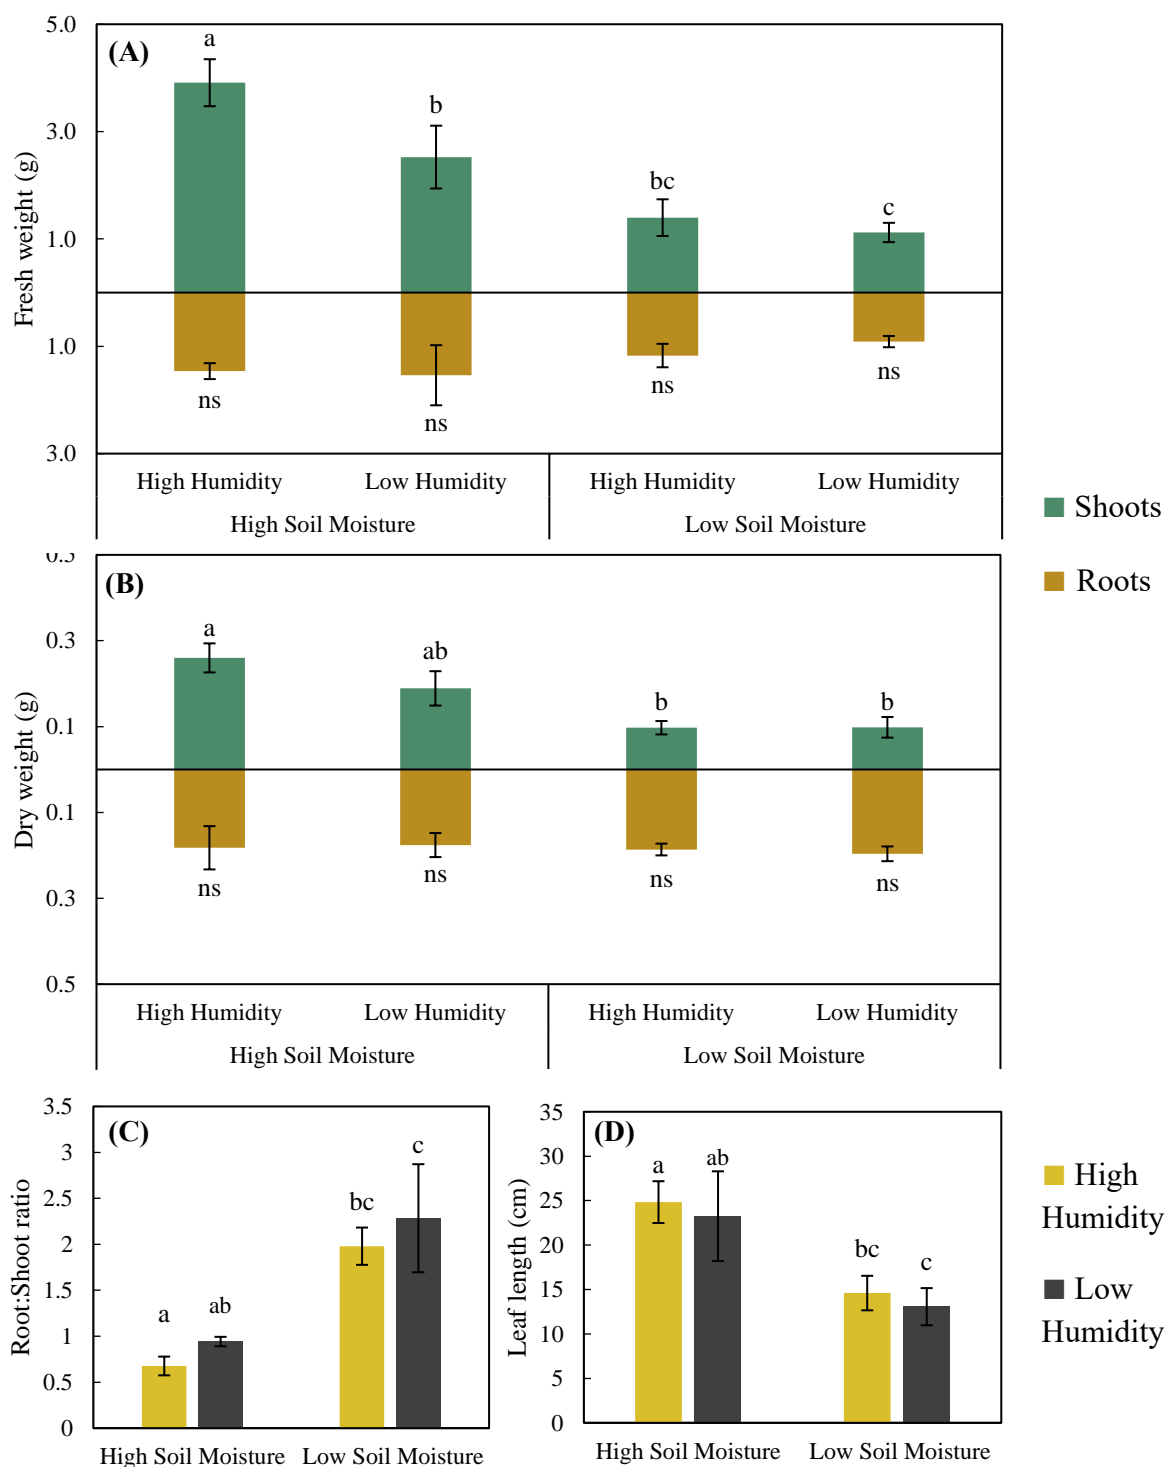 (A)
5.0
3.0
1.0
1.0
3.0
Fresh weight (g)
a
b
bc
c
ns
ns
ns
ns
High Humidity
Low Humidity
High Humidity
Low Humidity
High Soil Moisture
Low Soil Moisture
Shoots
Roots
(B)
0.5
0.3
0.1
0.1
0.3
0.5
Dry weight (g)
a
ab
b
b
ns
ns
ns
ns
High Humidity
Low Humidity
High Humidity
Low Humidity
High Soil Moisture
Low Soil Moisture
(C)
3.5
3
2.5
2
1.5
1
0.5
0
Root:Shoot ratio
a
ab
bc
c
High Soil Moisture
Low Soil Moisture
(D)
35
30
25
20
15
10
5
0
Leaf length (cm)
a
ab
bc
c
High Soil Moisture
Low Soil Moisture
High
Humidity
Low
Humidity